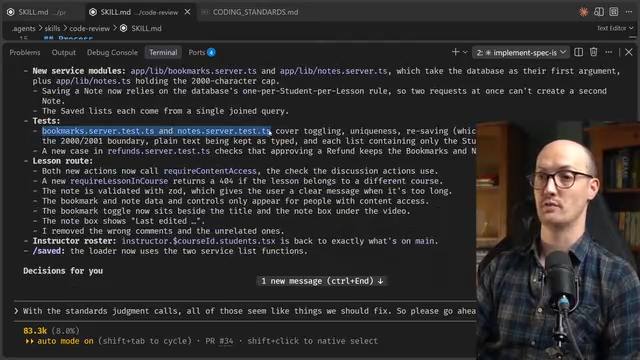 SKILL.md .../pr
SKILL.md .../code-review
CODING_STANDARDS.md
Text Editor
.agents > skills > code-review >
15 ## Process
Problems Output Terminal Ports 4
2: implement-spec-is
- New service modules: app/lib/bookmarks.server.ts and app/lib/notes.server.ts, which take the database as their first argument,
plus app/lib/notes.ts holding the 2000-character cap.
- Saving a Note now relies on the database's one-per-Student-per-Lesson rule, so two requests at once can't create a second
Note.
- The Saved lists each come from a single joined query.
- Tests:
- bookmarks.server.test.ts and notes.server.test.ts cover toggling, uniqueness, re-saving (whic
the 2000/2001 boundary, plain text being kept as typed, and each list containing only the Stu
- A new case in refunds.server.test.ts checks that approving a Refund keeps the Bookmarks and N
- Lesson route:
- Both new actions now call requireContentAccess, the check the discussion actions use.
- A new requireLessonInCourse returns a 404 if the lesson belongs to a different course.
- The note is validated with zod, which gives the user a clear message when it's too long.
- The bookmark and note data and controls only appear for people with content access.
- The bookmark toggle now sits beside the title and the note box under the video.
- The note box shows "Last edited …".
- I removed the wrong comments and the unrelated ones.
- Instructor roster: instructor.$courseId.students.tsx is back to exactly what's on main.
- /saved: the loader now uses the two service list functions.
Decisions for you
1 new message (ctrl+End) ↓
> With the standards judgment calls, all of those seem like things we should fix. So please go ahea
83.3k (8.0%)
auto mode on (shift+tab to cycle) · PR #34 · shift+click to native select